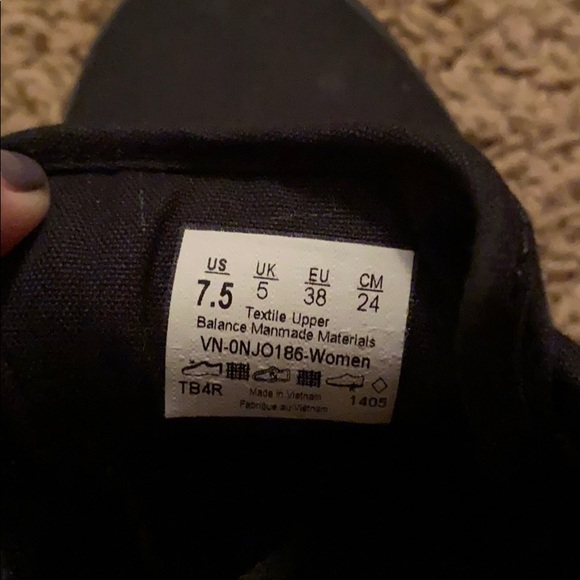 US UK EU CM
7.5 5 38 24
Textile Upper
Balance Manmade Materials
VN-0NJO186-Women
TB4R Made in Vietnam 1405
Fabrique au Vietnam